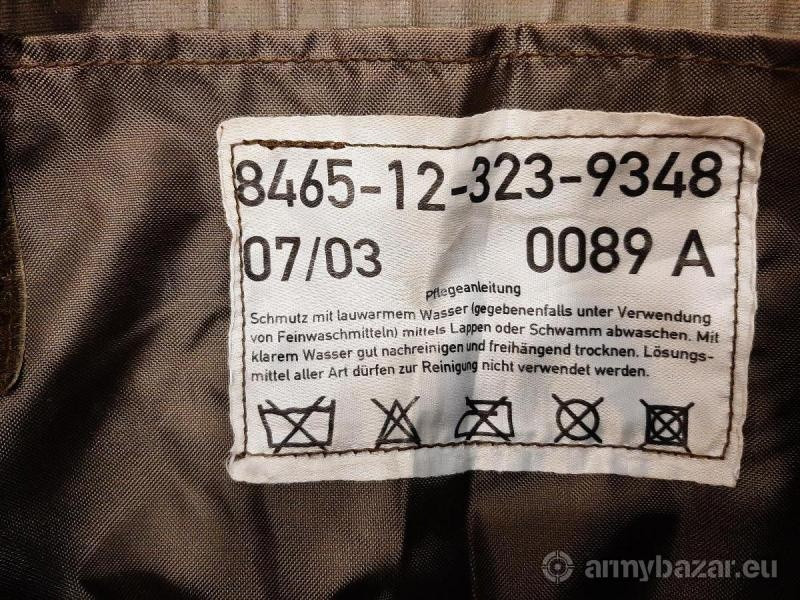 8465-12-323-9348
07/03 0089 A
Pflegeanleitung
Schmutz mit lauwarmem Wasser (gegebenenfalls unter Verwendung
von Feinwaschmitteln) mittels Lappen oder Schwamm abwaschen. Mit
klarem Wasser gut nachreinigen und freihängend trocknen. Lösungs-
mittel aller Art dürfen zur Reinigung nicht verwendet werden.
armybazar.eu